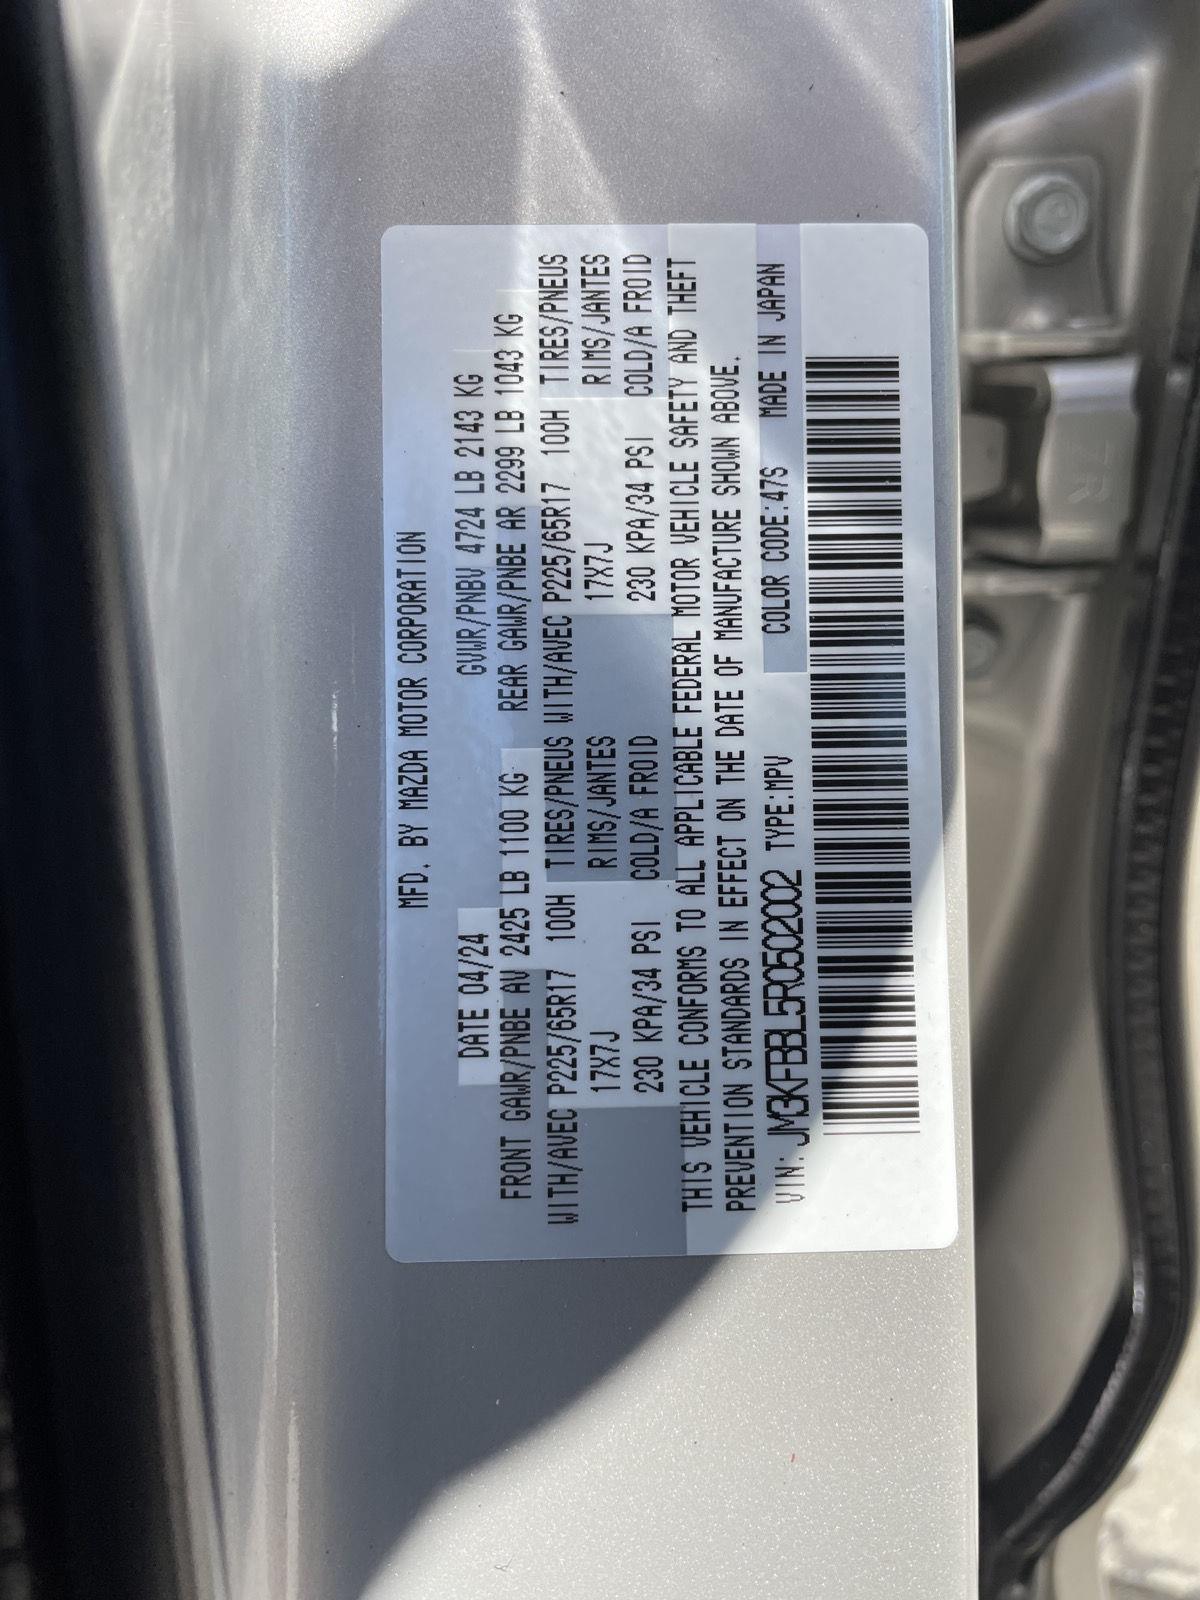 MFD. BY MAZDA MOTOR CORPORATION
DATE 04/24 GVWR/PNBV 4724 LB 2143 KG
FRONT GAWR/PNBE AV 2425 LB 1100 KG REAR GAWR/PNBE AR 2299 LB 1043 KG
WITH/AVEC P225/65R17 100H TIRES/PNEUS WITH/AVEC P225/65R17 100H TIRES/PNEUS
17X7J RIMS/JANTES 17X7J RIMS/JANTES
230 KPA/34 PSI COLD/A FROID 230 KPA/34 PSI COLD/A FROID
THIS VEHICLE CONFORMS TO ALL APPLICABLE FEDERAL MOTOR VEHICLE SAFETY AND THEFT
PREVENTION STANDARDS IN EFFECT ON THE DATE OF MANUFACTURE SHOWN ABOVE.
VIN: JM3KFBBL5R0502002 TYPE:MPV COLOR CODE:47S MADE IN JAPAN